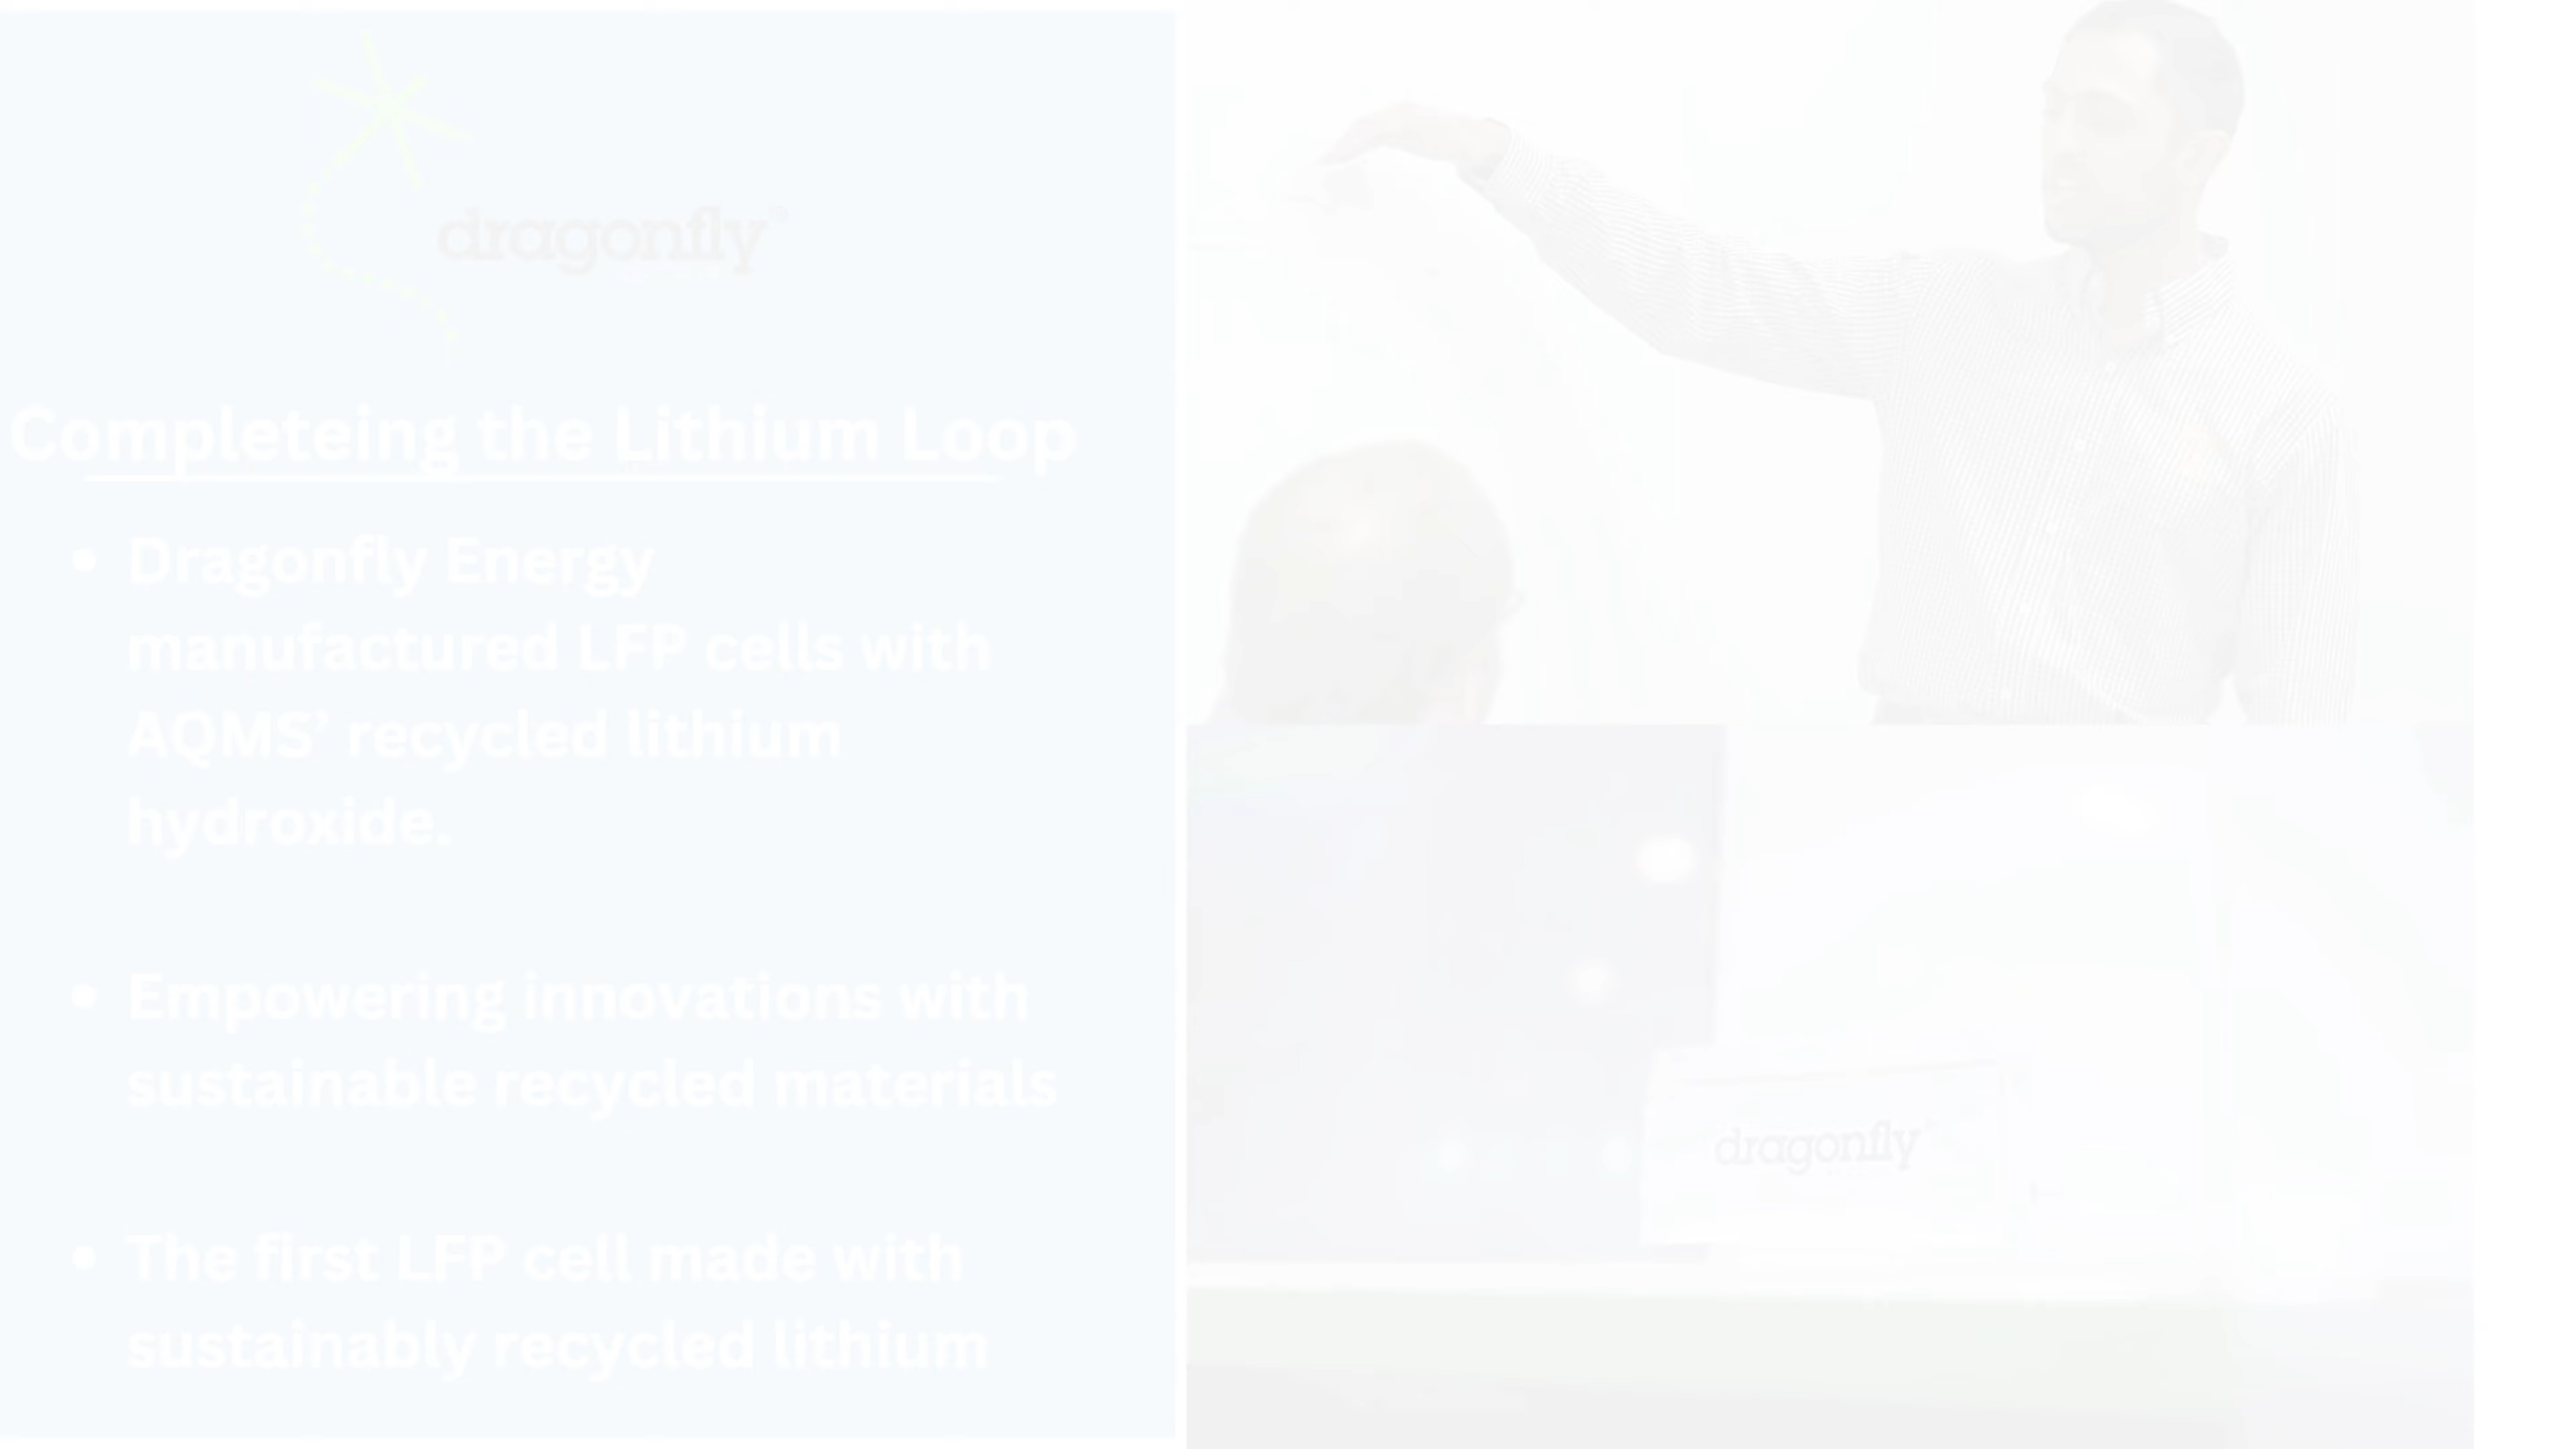 dragonfly™
Completeing the Lithium Loop
• Dragonfly Energy
manufactured LFP cells with
AQMS’ recycled lithium
hydroxide.
• Empowering innovations with
sustainable recycled materials
• The first LFP cell made with
sustainably recycled lithium
dragonfly